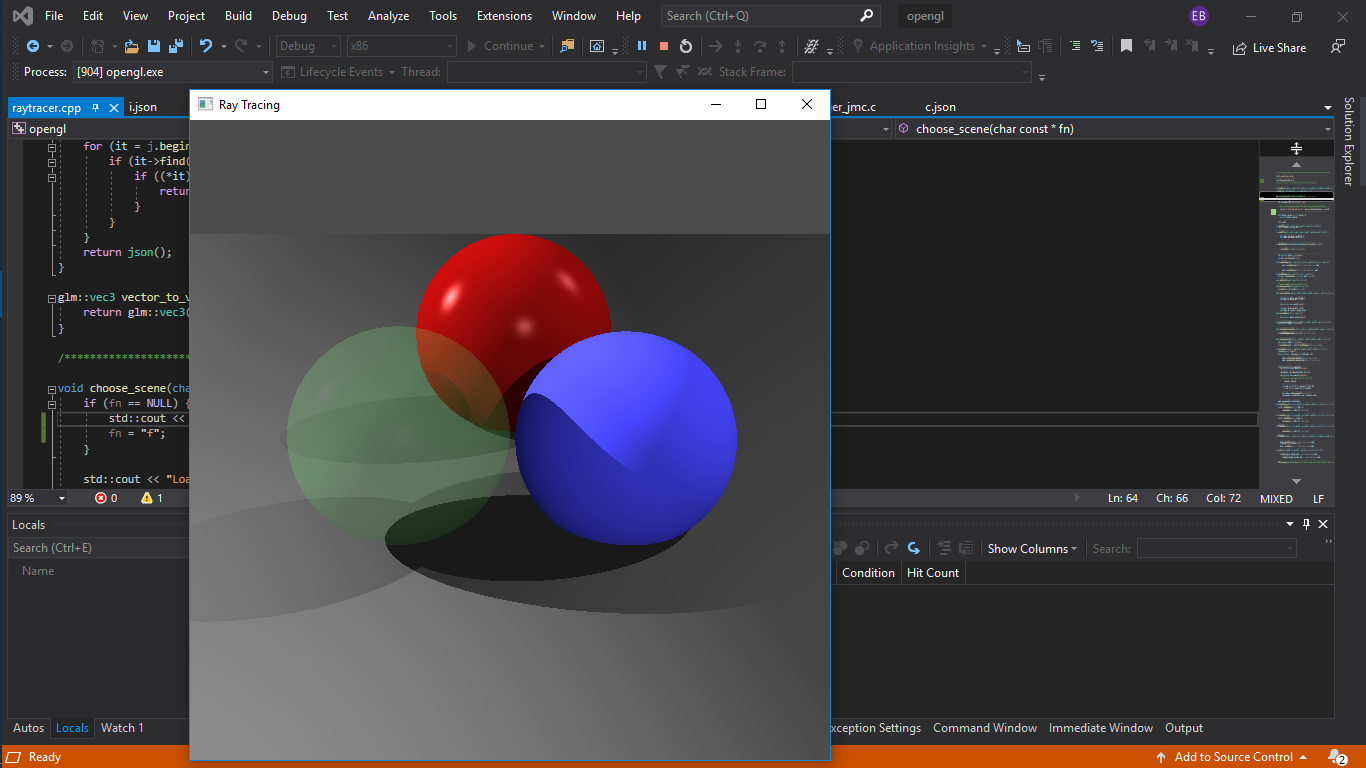 File Edit View Project Build Debug Test Analyze Tools Extensions Window Help Search (Ctrl+Q) opengl EB
Debug x86 Continue Application Insights Live Share
Process: [904] opengl.exe Lifecycle Events Thread: Stack Frame:
raytracer.cpp i.json er_jmc.c c.json
opengl choose_scene(char const * fn)
Solution Explorer
Ray Tracing
for (it = j.begin
if (it->find(
if ((*it)
retur
}
}
}
return json();
}
glm::vec3 vector_to_v
return glm::vec3(
}
/********************
void choose_scene(cha
if (fn == NULL) {
std::cout <<
fn = "f";
}
std::cout << "Loa
89 % 0 1 Ln: 64 Ch: 66 Col: 72 MIXED LF
Locals
Search (Ctrl+E) Show Columns Search:
Name Condition Hit Count
Autos Locals Watch 1 xception Settings Command Window Immediate Window Output
Ready Add to Source Control 2